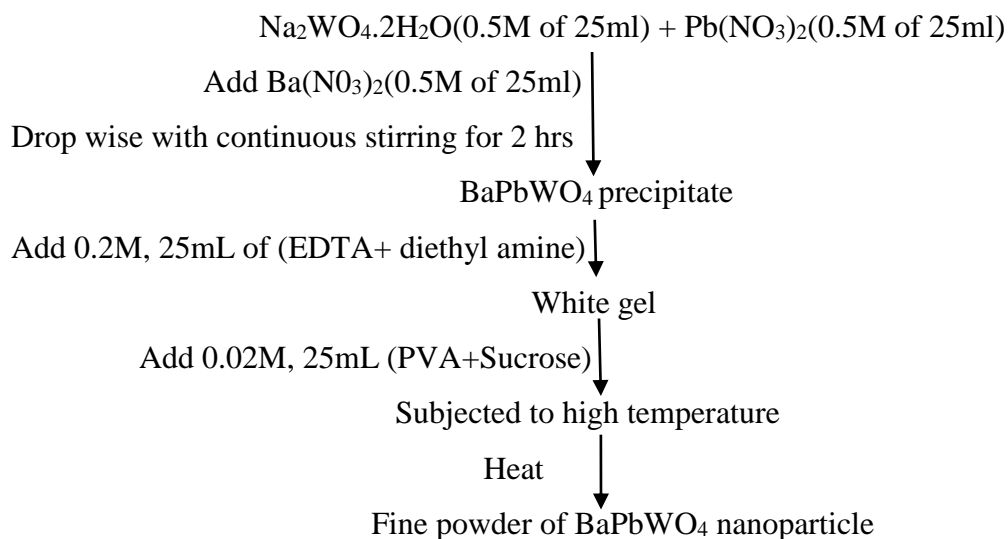 Na₂WO₄.2H₂O(0.5M of 25ml) + Pb(NO₃)₂(0.5M of 25ml)
Add Ba(N0₃)₂(0.5M of 25ml)
Drop wise with continuous stirring for 2 hrs
BaPbWO₄ precipitate
Add 0.2M, 25mL of (EDTA+ diethyl amine)
White gel
Add 0.02M, 25mL (PVA+Sucrose)
Subjected to high temperature
Heat
Fine powder of BaPbWO₄ nanoparticle